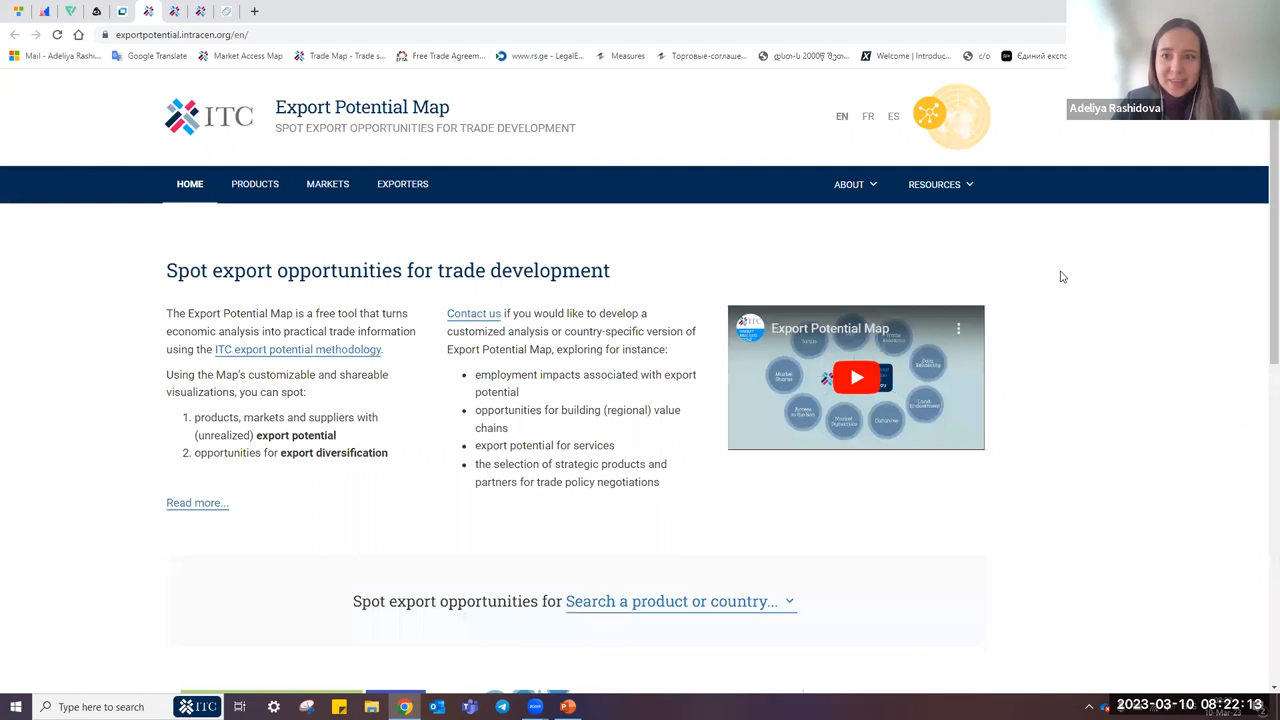 exportpotential.intracen.org/en/
Mail - Adeliya Rashi...
Google Translate
Market Access Map
Trade Map - Trade s...
Free Trade Agreem...
www.rs.ge - LegalE...
Measures
Торговые-соглаше...
Welcome | Introduc...
c/o
Єдиний експо
Adeliya Rashidova
ITC
Export Potential Map
SPOT EXPORT OPPORTUNITIES FOR TRADE DEVELOPMENT
EN FR ES
HOME PRODUCTS MARKETS EXPORTERS ABOUT RESOURCES
Spot export opportunities for trade development
The Export Potential Map is a free tool that turns
economic analysis into practical trade information
using the ITC export potential methodology.
Using the Map's customizable and shareable
visualizations, you can spot:
1. products, markets and suppliers with
(unrealized) export potential
2. opportunities for export diversification
Read more...
Contact us if you would like to develop a
customized analysis or country-specific version of
Export Potential Map, exploring for instance:
• employment impacts associated with export
potential
• opportunities for building (regional) value
chains
• export potential for services
• the selection of strategic products and
partners for trade policy negotiations
ITC
Export Potential Map
Spot export opportunities for Search a product or country...
Type here to search
ITC
2023-03-10 08:22:13